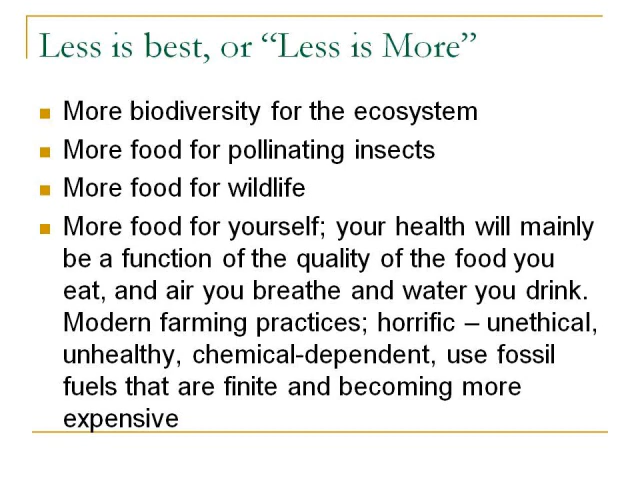 Less is best, or “Less is More”
More biodiversity for the ecosystem
More food for pollinating insects
More food for wildlife
More food for yourself; your health will mainly
be a function of the quality of the food you
eat, and air you breathe and water you drink.
Modern farming practices; horrific – unethical,
unhealthy, chemical-dependent, use fossil
fuels that are finite and becoming more
expensive